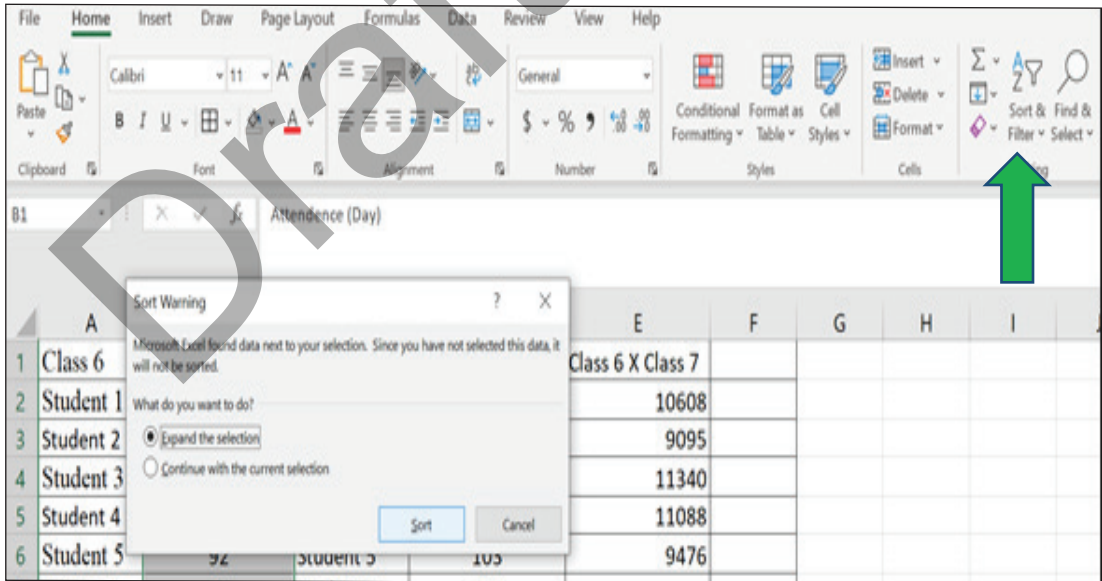 File Home Insert Draw Page Layout Formulas Data Review View Help
Calibri 11 A A ab General
Paste B I U A $ % Conditional Formatting Format as Table Cell Styles Insert Delete Format Σ Sort & Filter Find & Select
Clipboard Font Alignment Number Styles Cells
B1 fx Attendence (Day)
Sort Warning ? X
Microsoft Excel found data next to your selection. Since you have not selected this data, it
will not be sorted.
What do you want to do?
Expand the selection
Continue with the current selection
Sort Cancel
A E F G H I
1 Class 6 Class 6 X Class 7
2 Student 1 10608
3 Student 2 9095
4 Student 3 11340
5 Student 4 11088
6 Student 5 92 Student 5 103 9476
Draf